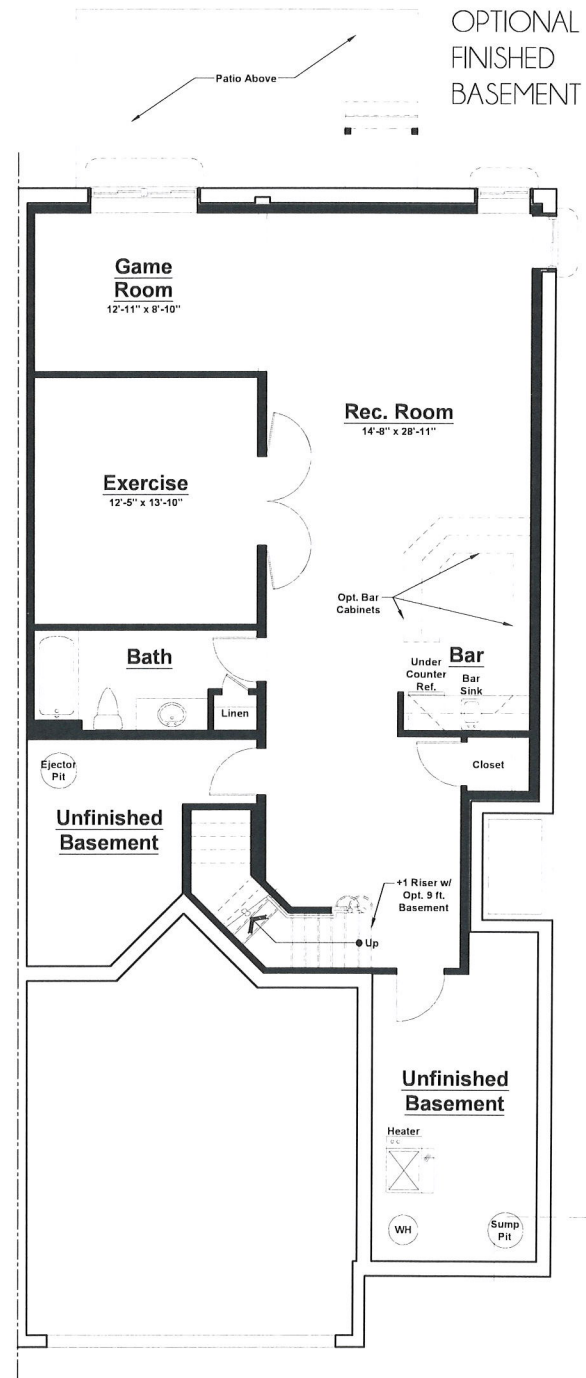 OPTIONAL
FINISHED
BASEMENT
Patio Above
Game
Room
12'-11" x 8'-10"
Rec. Room
14'-8" x 28'-11"
Exercise
12'-5" x 13'-10"
Opt. Bar
Cabinets
Bath
Under
Counter
Ref.
Bar
Bar
Sink
Linen
Ejector
Pit
Closet
Unfinished
Basement
+1 Riser w/
Opt. 9 ft.
Basement
Up
Unfinished
Basement
Heater
WH
Sump
Pit